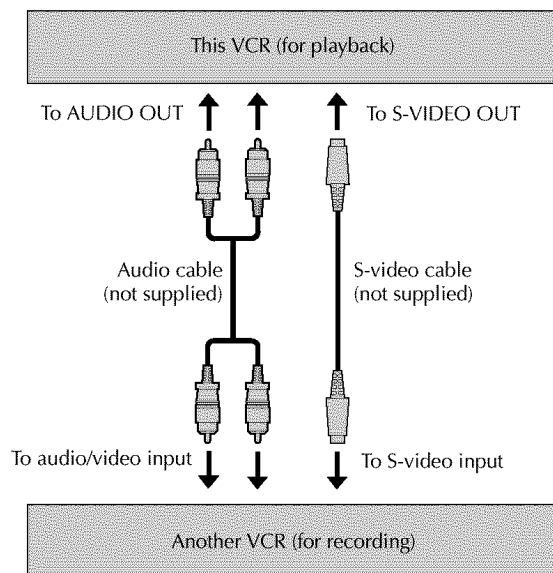 This VCR (for playback)
To AUDIO OUT
To S-VIDEO OUT
Audio cable
(not supplied)
S-video cable
(not supplied)
To audio/video input
To S-video input
Another VCR (for recording)